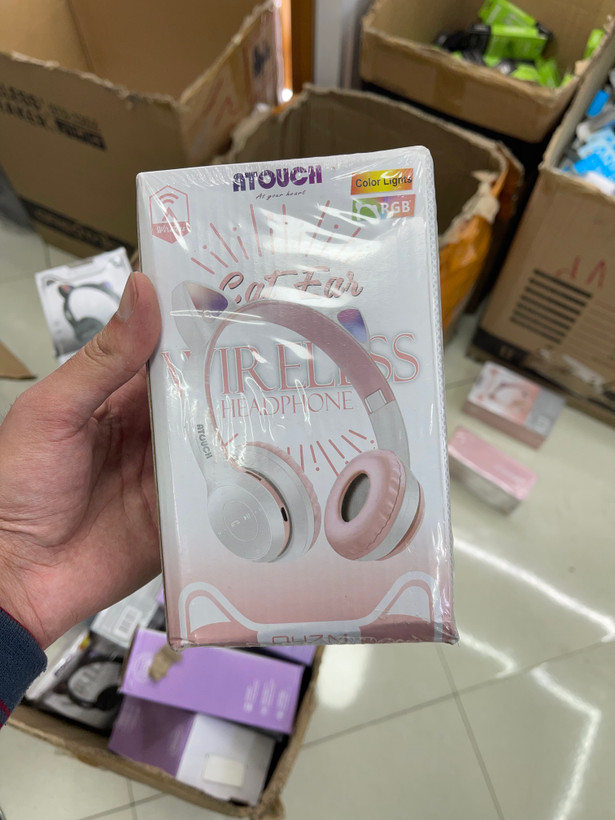 ATOUCH
At your heart
Color Lights
RGB
Cat Ear
WIRELESS
HEADPHONE
ATOUCH